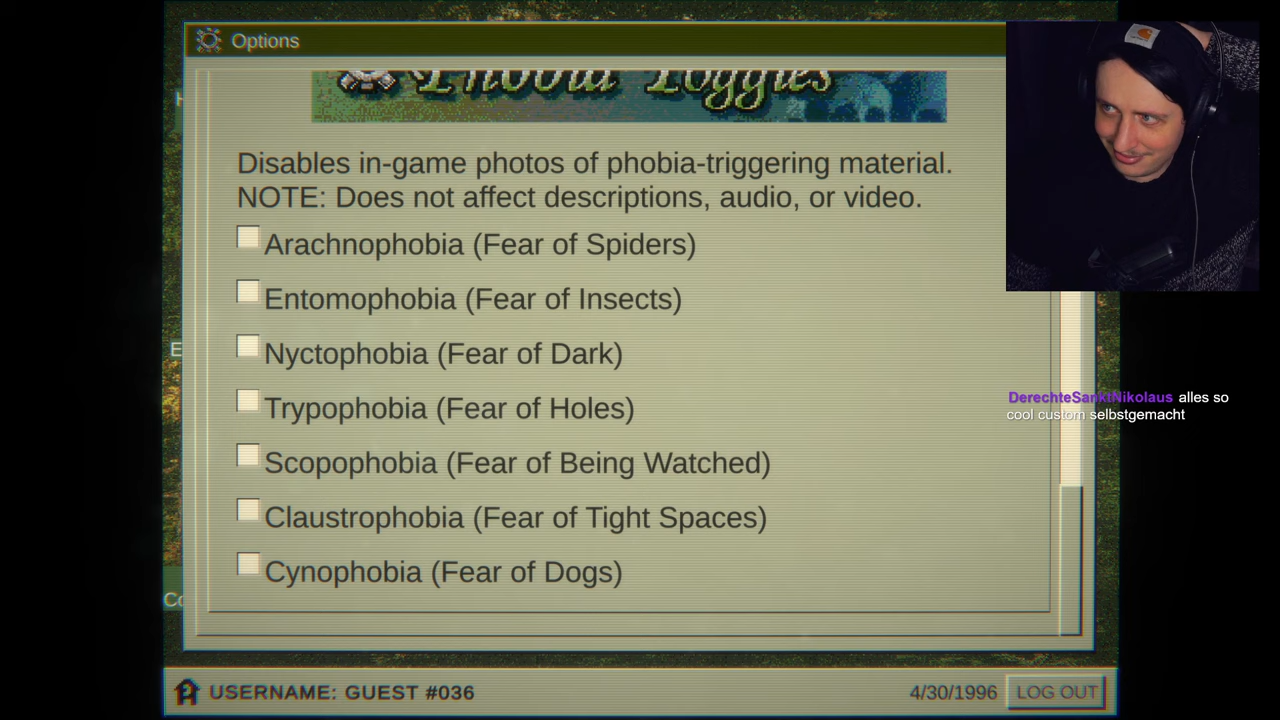 Options
Phobia Toggles
Disables in-game photos of phobia-triggering material.
NOTE: Does not affect descriptions, audio, or video.
Arachnophobia (Fear of Spiders)
Entomophobia (Fear of Insects)
Nyctophobia (Fear of Dark)
Trypophobia (Fear of Holes)
Scopophobia (Fear of Being Watched)
Claustrophobia (Fear of Tight Spaces)
Cynophobia (Fear of Dogs)
DerechteSanktNikolaus alles so
cool custom selbstgemacht
USERNAME: GUEST #036
4/30/1996
LOG OUT